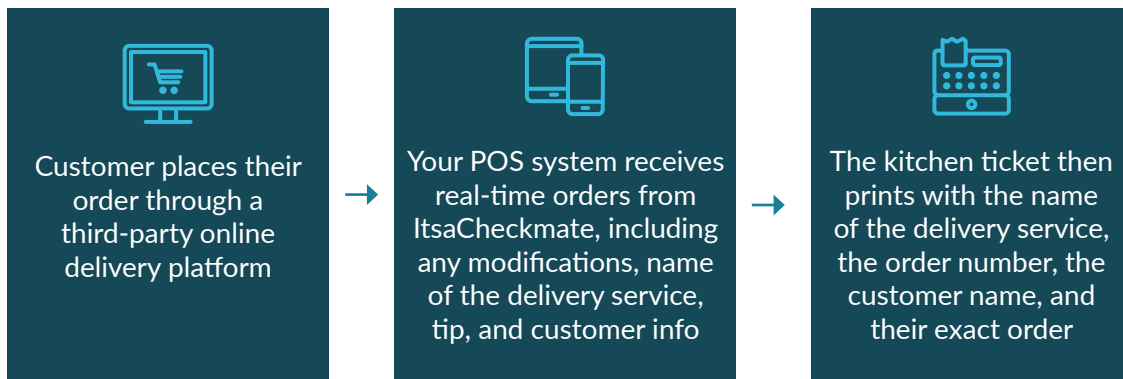 Customer places their
order through a
third-party online
delivery platform
Your POS system receives
real-time orders from
ItsaCheckmate, including
any modifications, name
of the delivery service,
tip, and customer info
The kitchen ticket then
prints with the name
of the delivery service,
the order number, the
customer name, and
their exact order